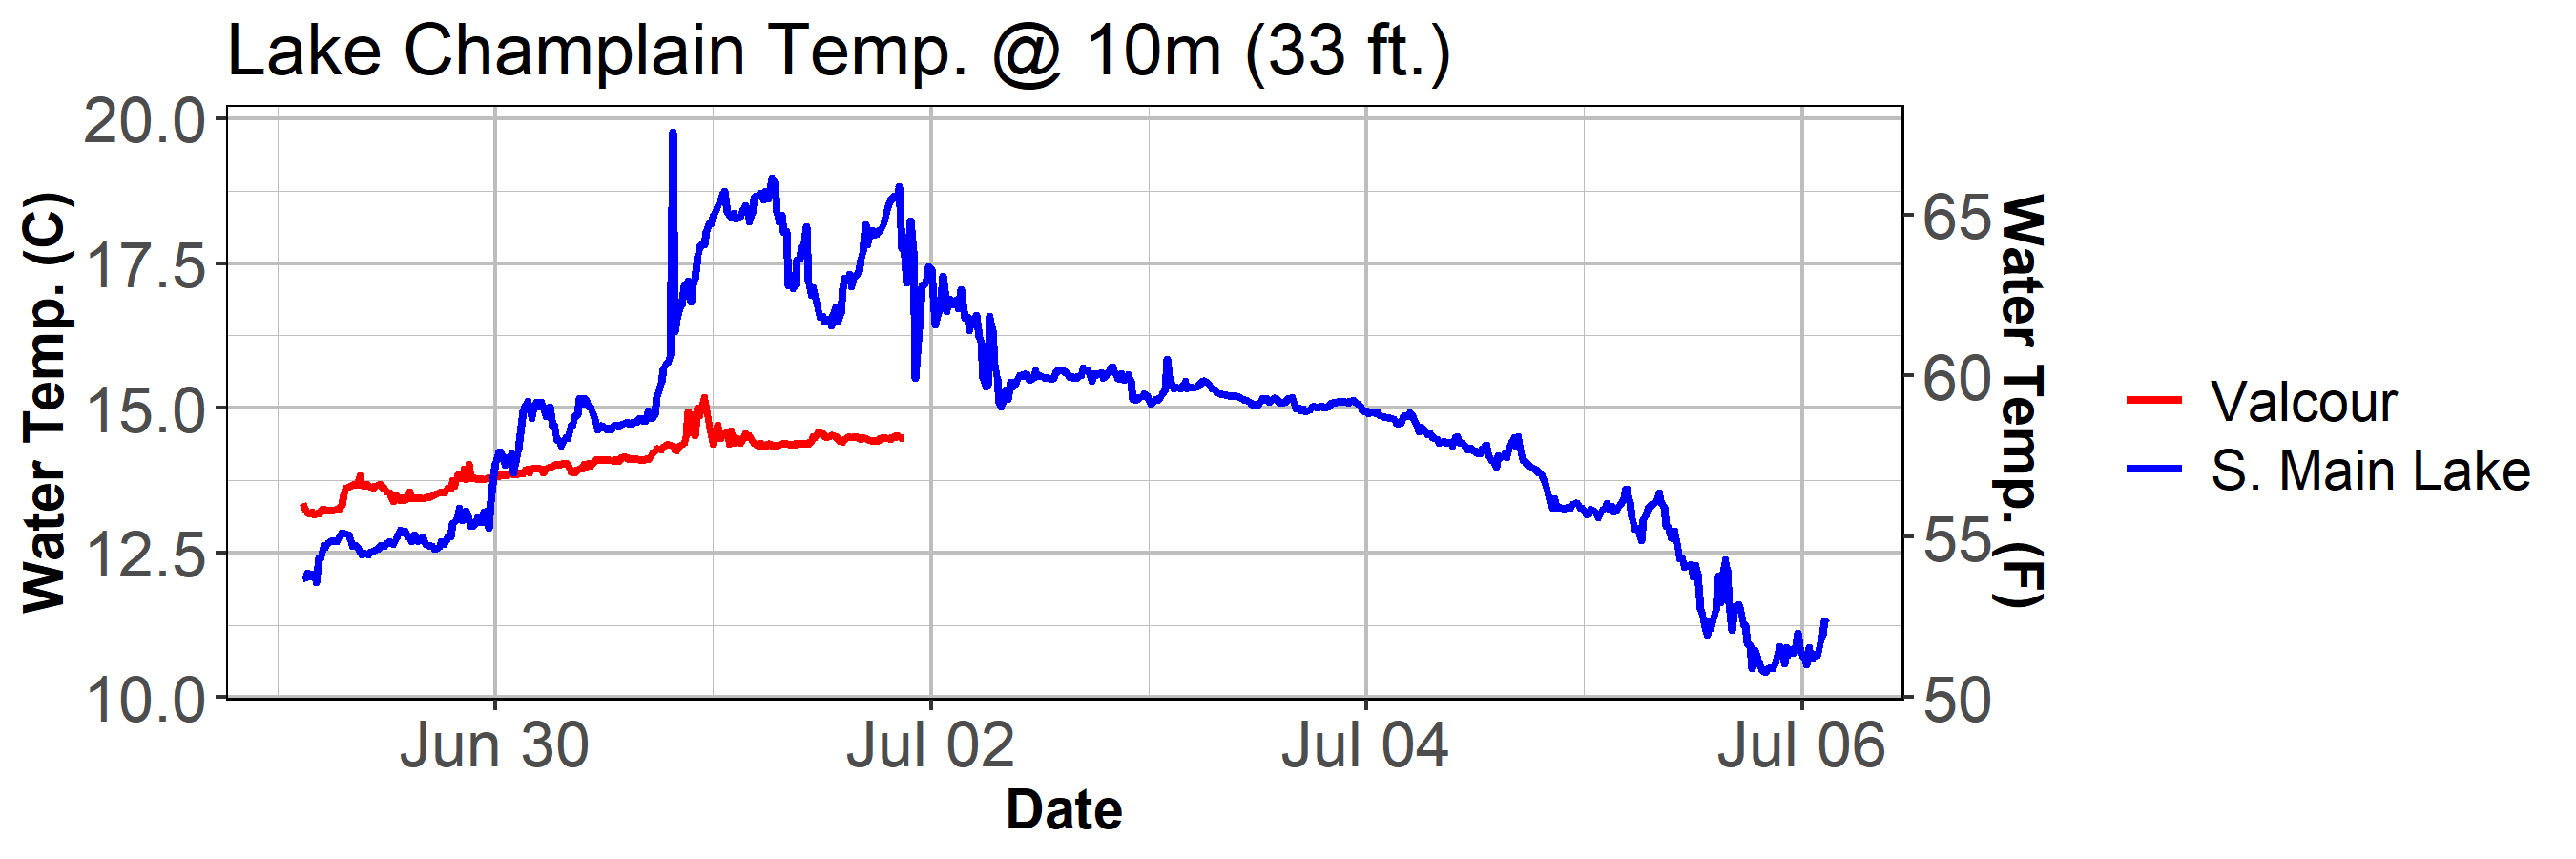 Lake Champlain Temp. @ 10m (33 ft.)
Water Temp. (C)
20.0
17.5
15.0
12.5
10.0
Jun 30
Jul 02
Jul 04
Jul 06
Date
65
60
55
50
Water Temp. (F)
Valcour
S. Main Lake